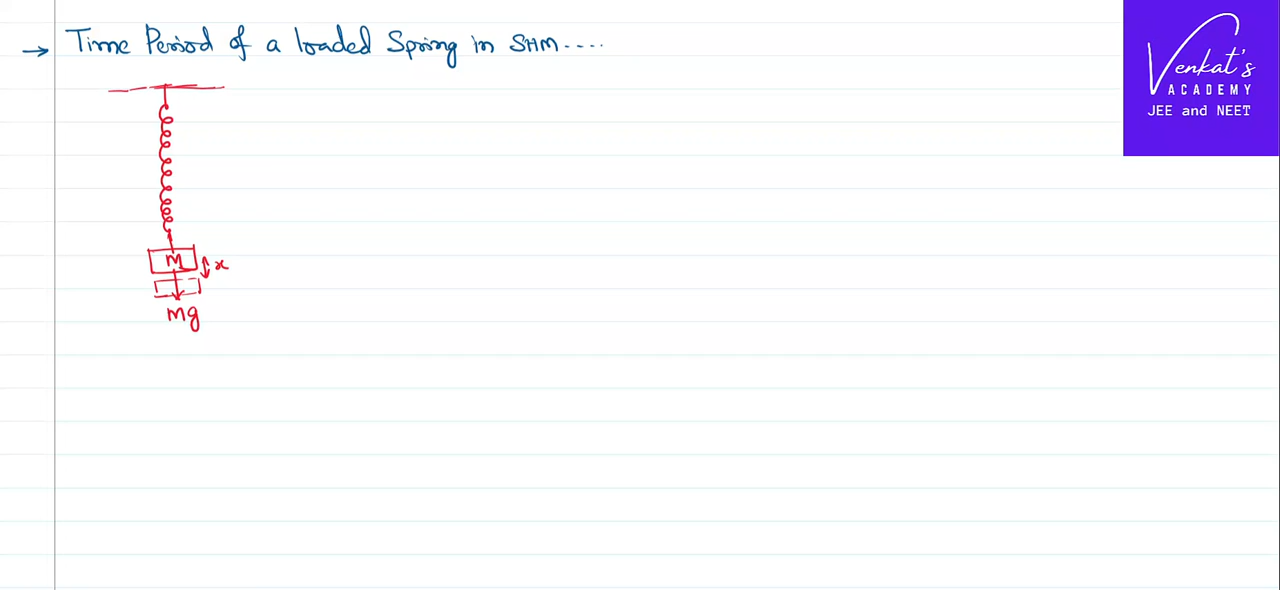 → Time Period of a loaded Spring in SHM....
Venkat's
ACADEMY
JEE and NEET
M
x
mg